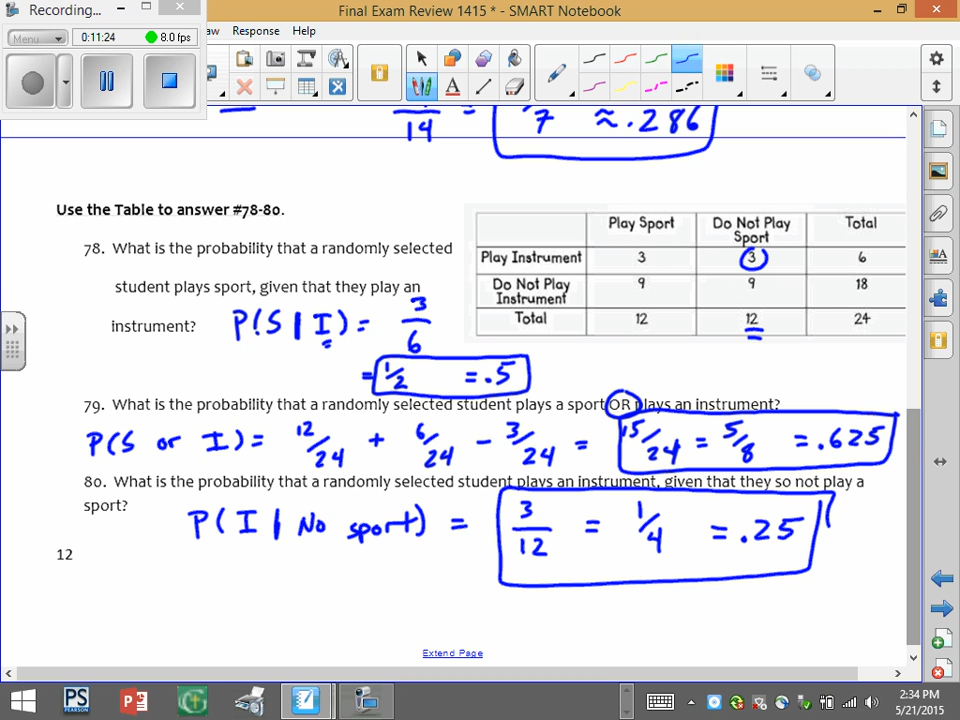 Recording...
Final Exam Review 1415 * - SMART Notebook
Menu
0:11:24
8.0 fps
aw Response Help
14 = 7 ≈ .286
Use the Table to answer #78-80.
78. What is the probability that a randomly selected
student plays sport, given that they play an
instrument? P(S | I) = 3/6
= 1/2 = .5
Play Sport Do Not Play Sport Total
Play Instrument 3 3 6
Do Not Play Instrument 9 9 18
Total 12 12 24
79. What is the probability that a randomly selected student plays a sport OR plays an instrument?
P(S or I) = 12/24 + 6/24 - 3/24 = 15/24 = 5/8 = .625
80. What is the probability that a randomly selected student plays an instrument, given that they so not play a
sport?
P(I | No sport) = 3/12 = 1/4 = .25
12
Extend Page
PS
PEARSON
2:34 PM
5/21/2015